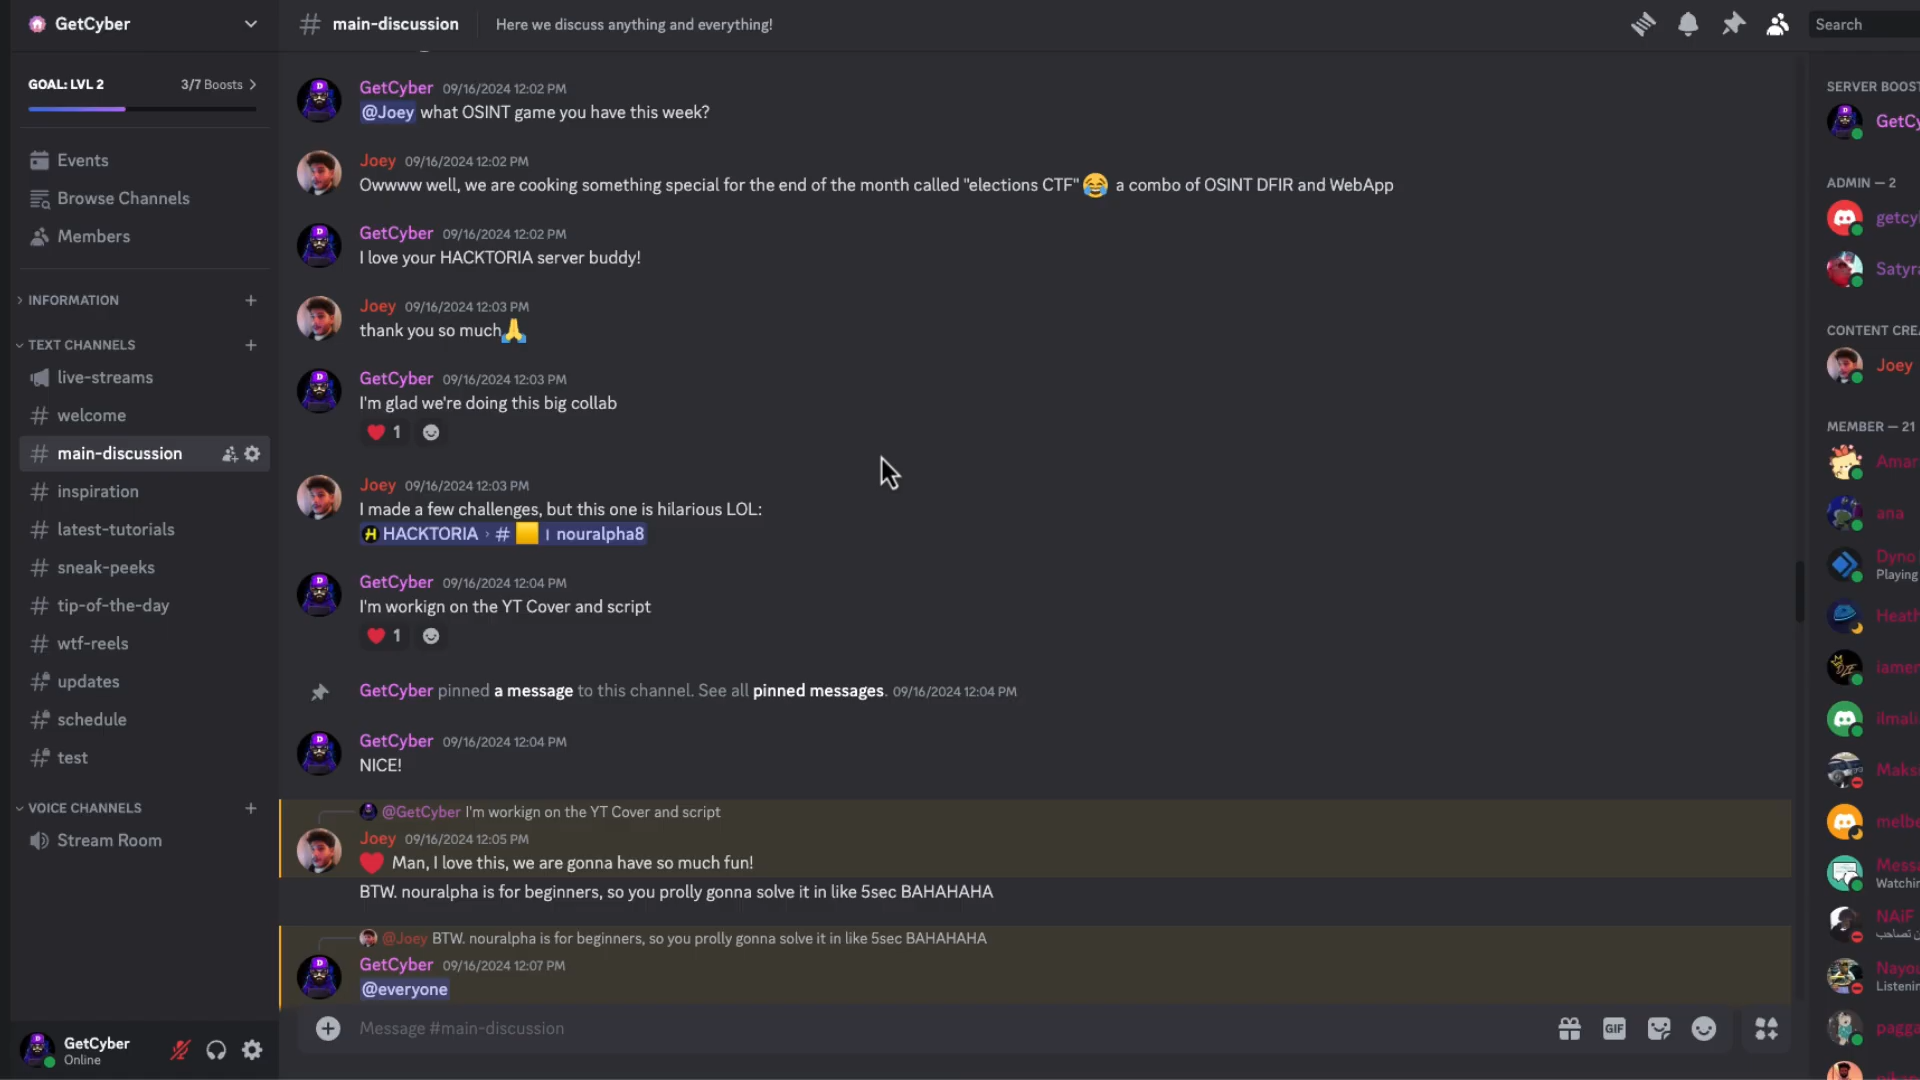 GetCyber
main-discussion
Here we discuss anything and everything!
Search
GOAL: LVL 2
3/7 Boosts
Events
Browse Channels
Members
INFORMATION
TEXT CHANNELS
live-streams
welcome
main-discussion
inspiration
latest-tutorials
sneak-peeks
tip-of-the-day
wtf-reels
updates
schedule
test
VOICE CHANNELS
Stream Room
GetCyber
Online
GetCyber 09/16/2024 12:02 PM
@Joey what OSINT game you have this week?
Joey 09/16/2024 12:02 PM
Owwww well, we are cooking something special for the end of the month called "elections CTF" 😂 a combo of OSINT DFIR and WebApp
GetCyber 09/16/2024 12:02 PM
I love your HACKTORIA server buddy!
Joey 09/16/2024 12:03 PM
thank you so much🙏
GetCyber 09/16/2024 12:03 PM
I'm glad we're doing this big collab
❤️ 1
Joey 09/16/2024 12:03 PM
I made a few challenges, but this one is hilarious LOL:
HACKTORIA › # 🟨 | nouralpha8
GetCyber 09/16/2024 12:04 PM
I'm workign on the YT Cover and script
❤️ 1
GetCyber pinned a message to this channel. See all pinned messages. 09/16/2024 12:04 PM
GetCyber 09/16/2024 12:04 PM
NICE!
@GetCyber I'm workign on the YT Cover and script
Joey 09/16/2024 12:05 PM
❤️ Man, I love this, we are gonna have so much fun!
BTW. nouralpha is for beginners, so you prolly gonna solve it in like 5sec BAHAHAHA
@Joey BTW. nouralpha is for beginners, so you prolly gonna solve it in like 5sec BAHAHAHA
GetCyber 09/16/2024 12:07 PM
@everyone
Message #main-discussion
GIF
SERVER BOOST
GetCy
ADMIN — 2
getcy
Satyr
CONTENT CRE
Joey
MEMBER — 21
Amar
ana
Dyno
Playing
Heath
iamer
ilmali
Maksi
melbe
Messa
Watchin
NAiF
Nayou
Listenin
pagga